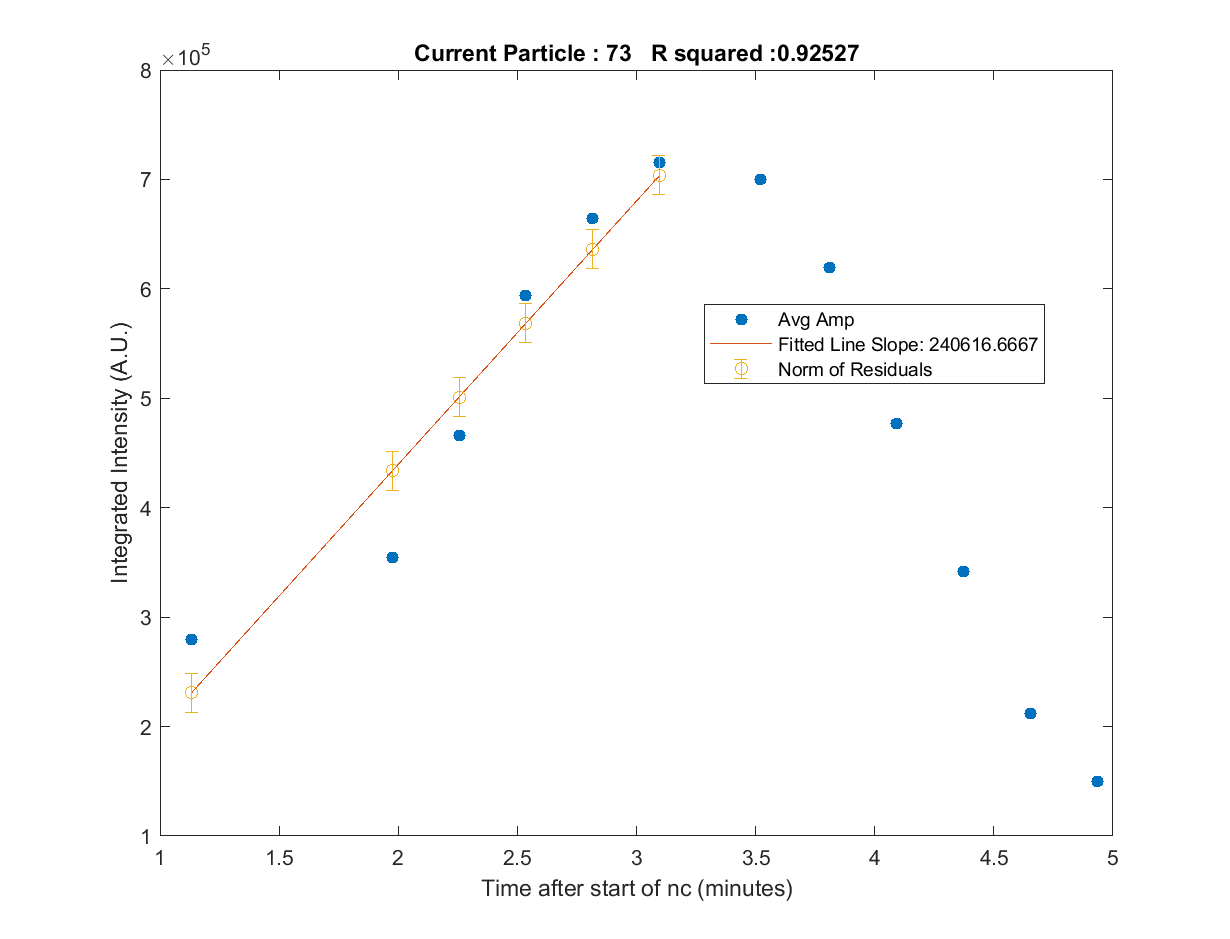 Current Particle : 73   R squared :0.92527
×10⁵
8
7
6
5
4
3
2
1
Integrated Intensity (A.U.)
Avg Amp
Fitted Line Slope: 240616.6667
Norm of Residuals
1 1.5 2 2.5 3 3.5 4 4.5 5
Time after start of nc (minutes)